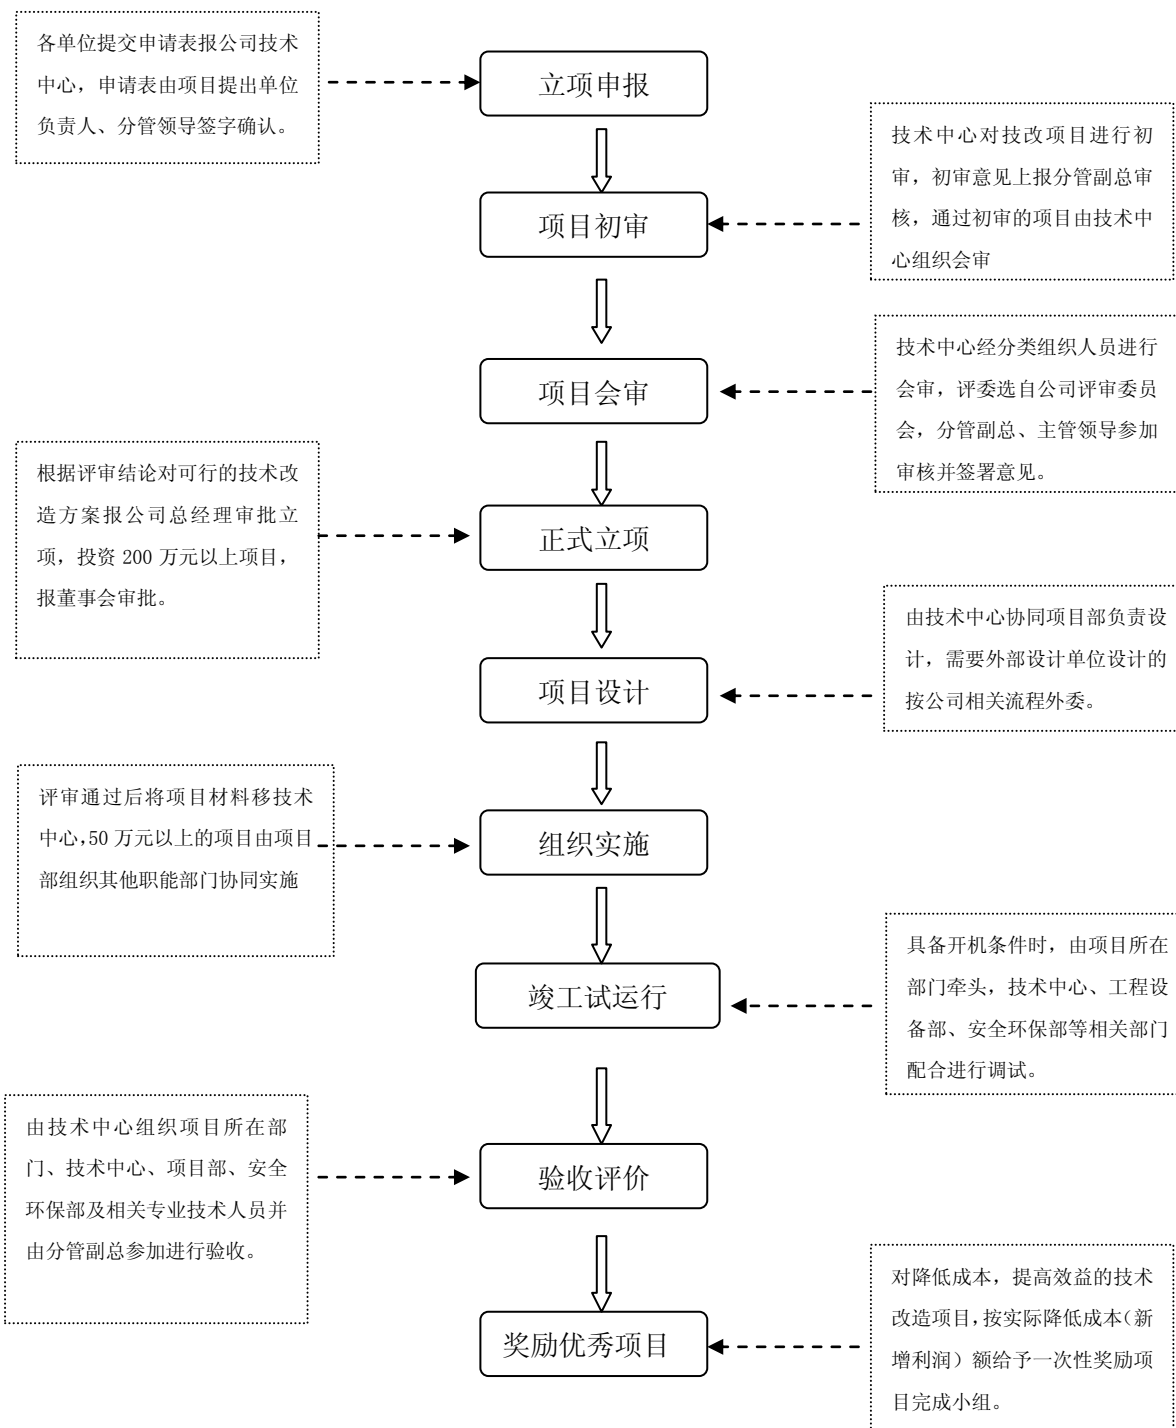 各单位提交申请表报公司技术
中心，申请表由项目提出单位
负责人、分管领导签字确认。
立项申报
技术中心对技改项目进行初
审，初审意见上报分管副总审
核，通过初审的项目由技术中
心组织会审
项目初审
技术中心经分类组织人员进行
会审，评委选自公司评审委员
会，分管副总、主管领导参加
审核并签署意见。
项目会审
根据评审结论对可行的技术改
造方案报公司总经理审批立
项，投资 200 万元以上项目，
报董事会审批。
正式立项
由技术中心协同项目部负责设
计，需要外部设计单位设计的
按公司相关流程外委。
项目设计
评审通过后将项目材料移技术
中心,50 万元以上的项目由项目
部组织其他职能部门协同实施
组织实施
具备开机条件时，由项目所在
部门牵头，技术中心、工程设
备部、安全环保部等相关部门
配合进行调试。
竣工试运行
由技术中心组织项目所在部
门、技术中心、项目部、安全
环保部及相关专业技术人员并
由分管副总参加进行验收。
验收评价
对降低成本，提高效益的技术
改造项目，按实际降低成本（新
增利润）额给予一次性奖励项
目完成小组。
奖励优秀项目